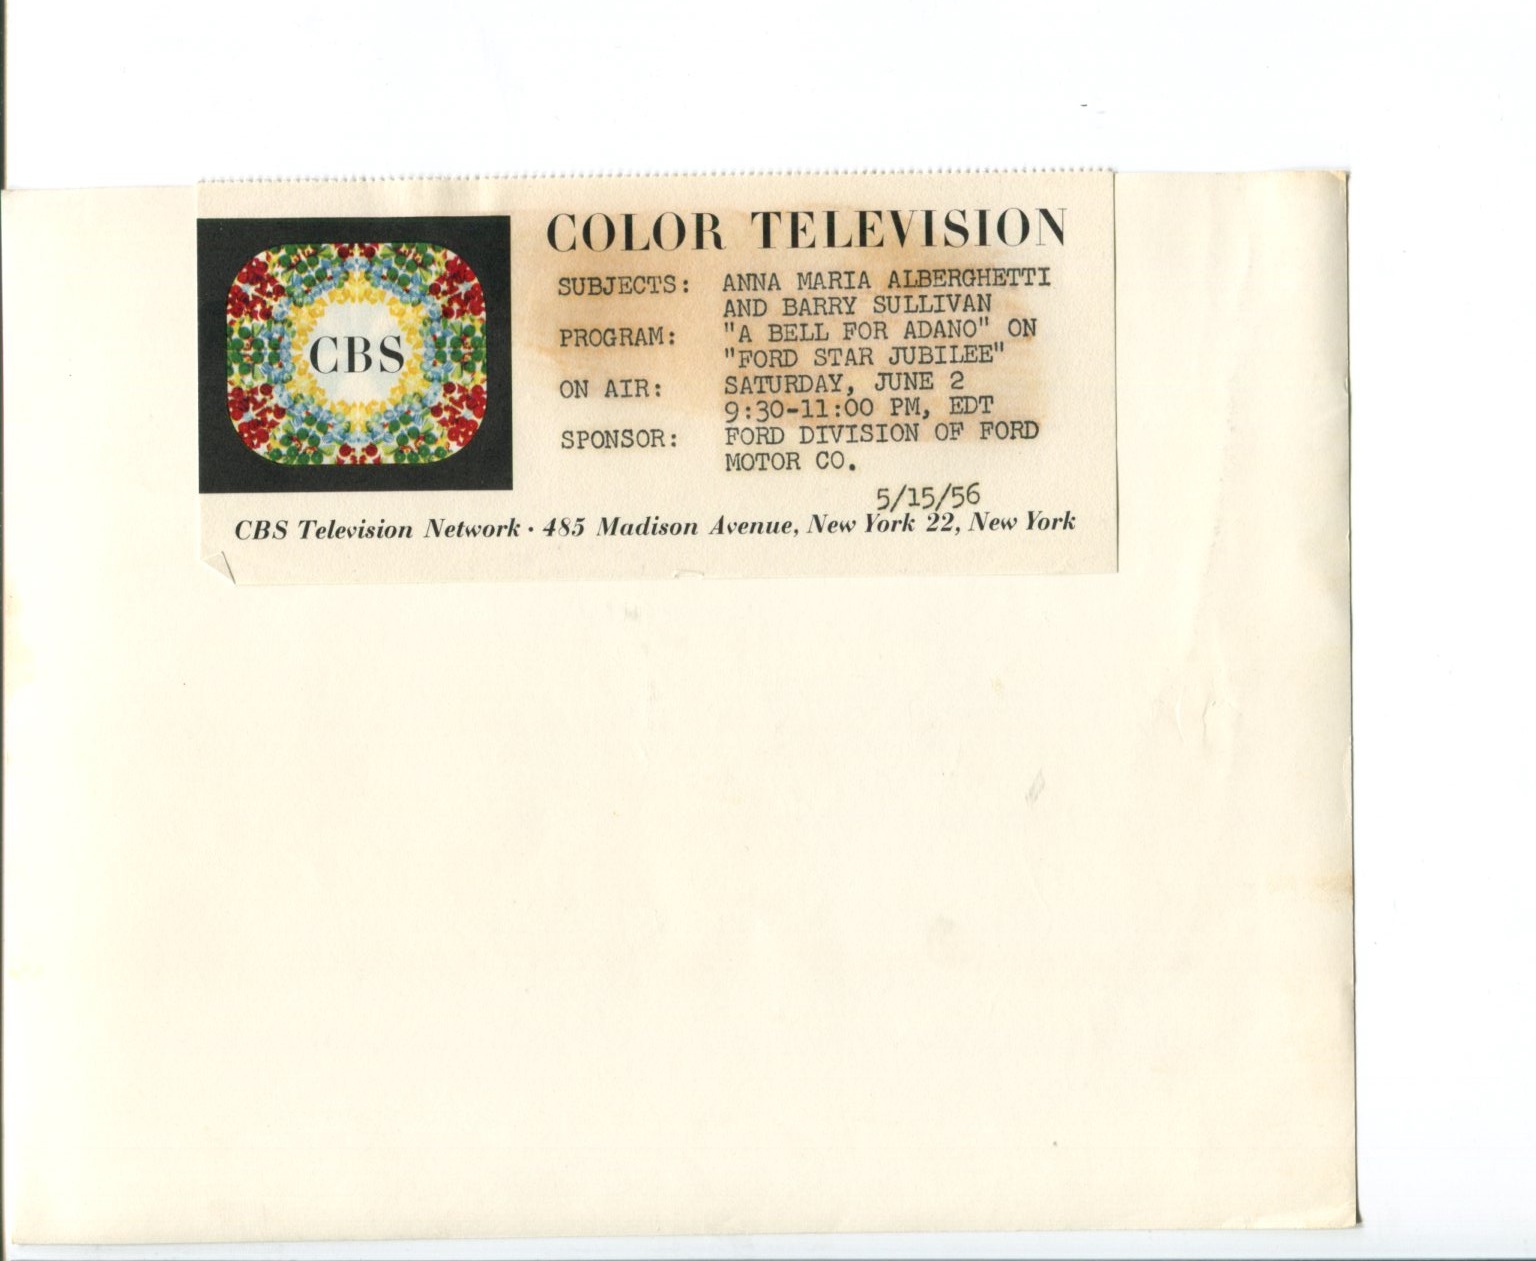 COLOR TELEVISION
CBS
SUBJECTS: ANNA MARIA ALBERGHETTI
AND BARRY SULLIVAN
PROGRAM: "A BELL FOR ADANO" ON
"FORD STAR JUBILEE"
ON AIR: SATURDAY, JUNE 2
9:30-11:00 PM, EDT
SPONSOR: FORD DIVISION OF FORD
MOTOR CO.
5/15/56
CBS Television Network · 485 Madison Avenue, New York 22, New York